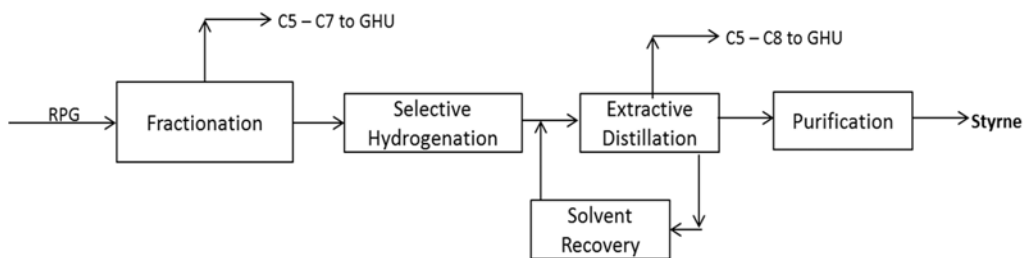 C5 – C7 to GHU
C5 – C8 to GHU
RPG
Fractionation
Selective
Hydrogenation
Extractive
Distillation
Purification
Styrne
Solvent
Recovery